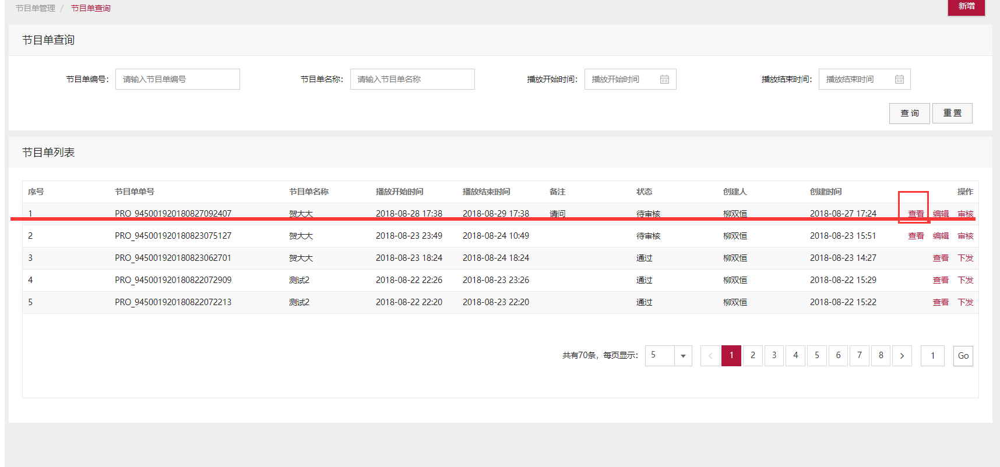 节目单管理 / 节目单查询
新增
节目单查询
节目单编号: 请输入节目单编号 节目单名称: 请输入节目单名称 播放开始时间: 播放开始时间 播放结束时间: 播放结束时间
查 询 重 置
节目单列表
序号 节目单单号 节目单名称 播放开始时间 播放结束时间 备注 状态 创建人 创建时间 操作
1 PRO_945001920180827092407 贺大大 2018-08-28 17:38 2018-08-29 17:38 请问 待审核 柳双恒 2018-08-27 17:24 查看 编辑 审核
2 PRO_945001920180823075127 贺大大 2018-08-23 23:49 2018-08-24 10:49 待审核 柳双恒 2018-08-23 15:51 查看 编辑 审核
3 PRO_945001920180823062701 贺大大 2018-08-23 18:24 2018-08-24 18:24 通过 柳双恒 2018-08-23 14:27 查看 下发
4 PRO_945001920180822072909 测试2 2018-08-22 22:26 2018-08-23 23:26 通过 柳双恒 2018-08-22 15:29 查看 下发
5 PRO_945001920180822072213 测试2 2018-08-22 22:20 2018-08-23 22:20 通过 柳双恒 2018-08-22 15:22 查看 下发
共有70条，每页显示: 5 < 1 2 3 4 5 6 7 8 > 1 Go